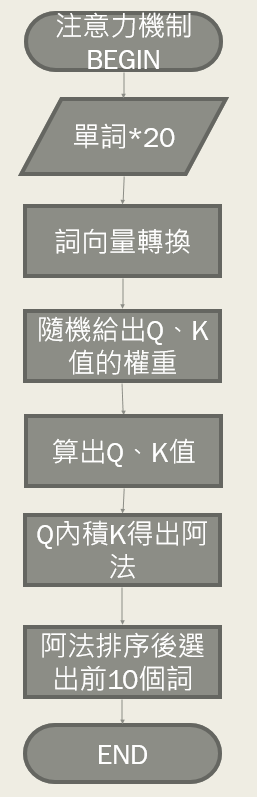 注意力機制
BEGIN
單詞*20
詞向量轉換
隨機給出Q、K
值的權重
算出Q、K值
Q內積K得出阿
法
阿法排序後選
出前10個詞
END